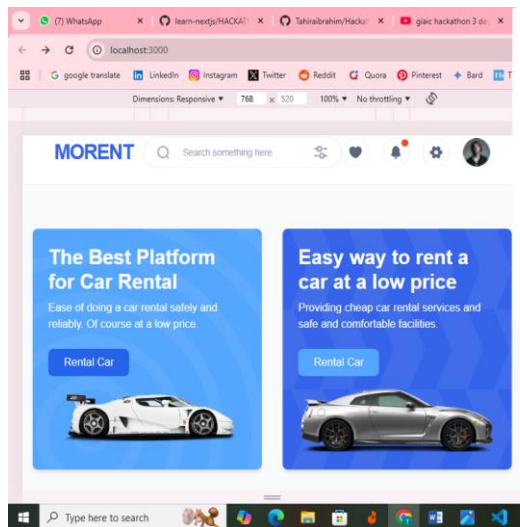 (7) WhatsApp
learn-nextjs/HACKAT
Tahiraibrahim/Hackat
giaic hackathon 3 da
localhost:3000
google translate
LinkedIn
Instagram
Twitter
Reddit
Quora
Pinterest
Bard
Dimensions: Responsive
768 × 520
100%
No throttling
MORENT
Search something here
The Best Platform
for Car Rental
Ease of doing a car rental safely and
reliably. Of course at a low price.
Rental Car
Easy way to rent a
car at a low price
Providing cheap car rental services and
safe and comfortable facilities.
Rental Car
Type here to search